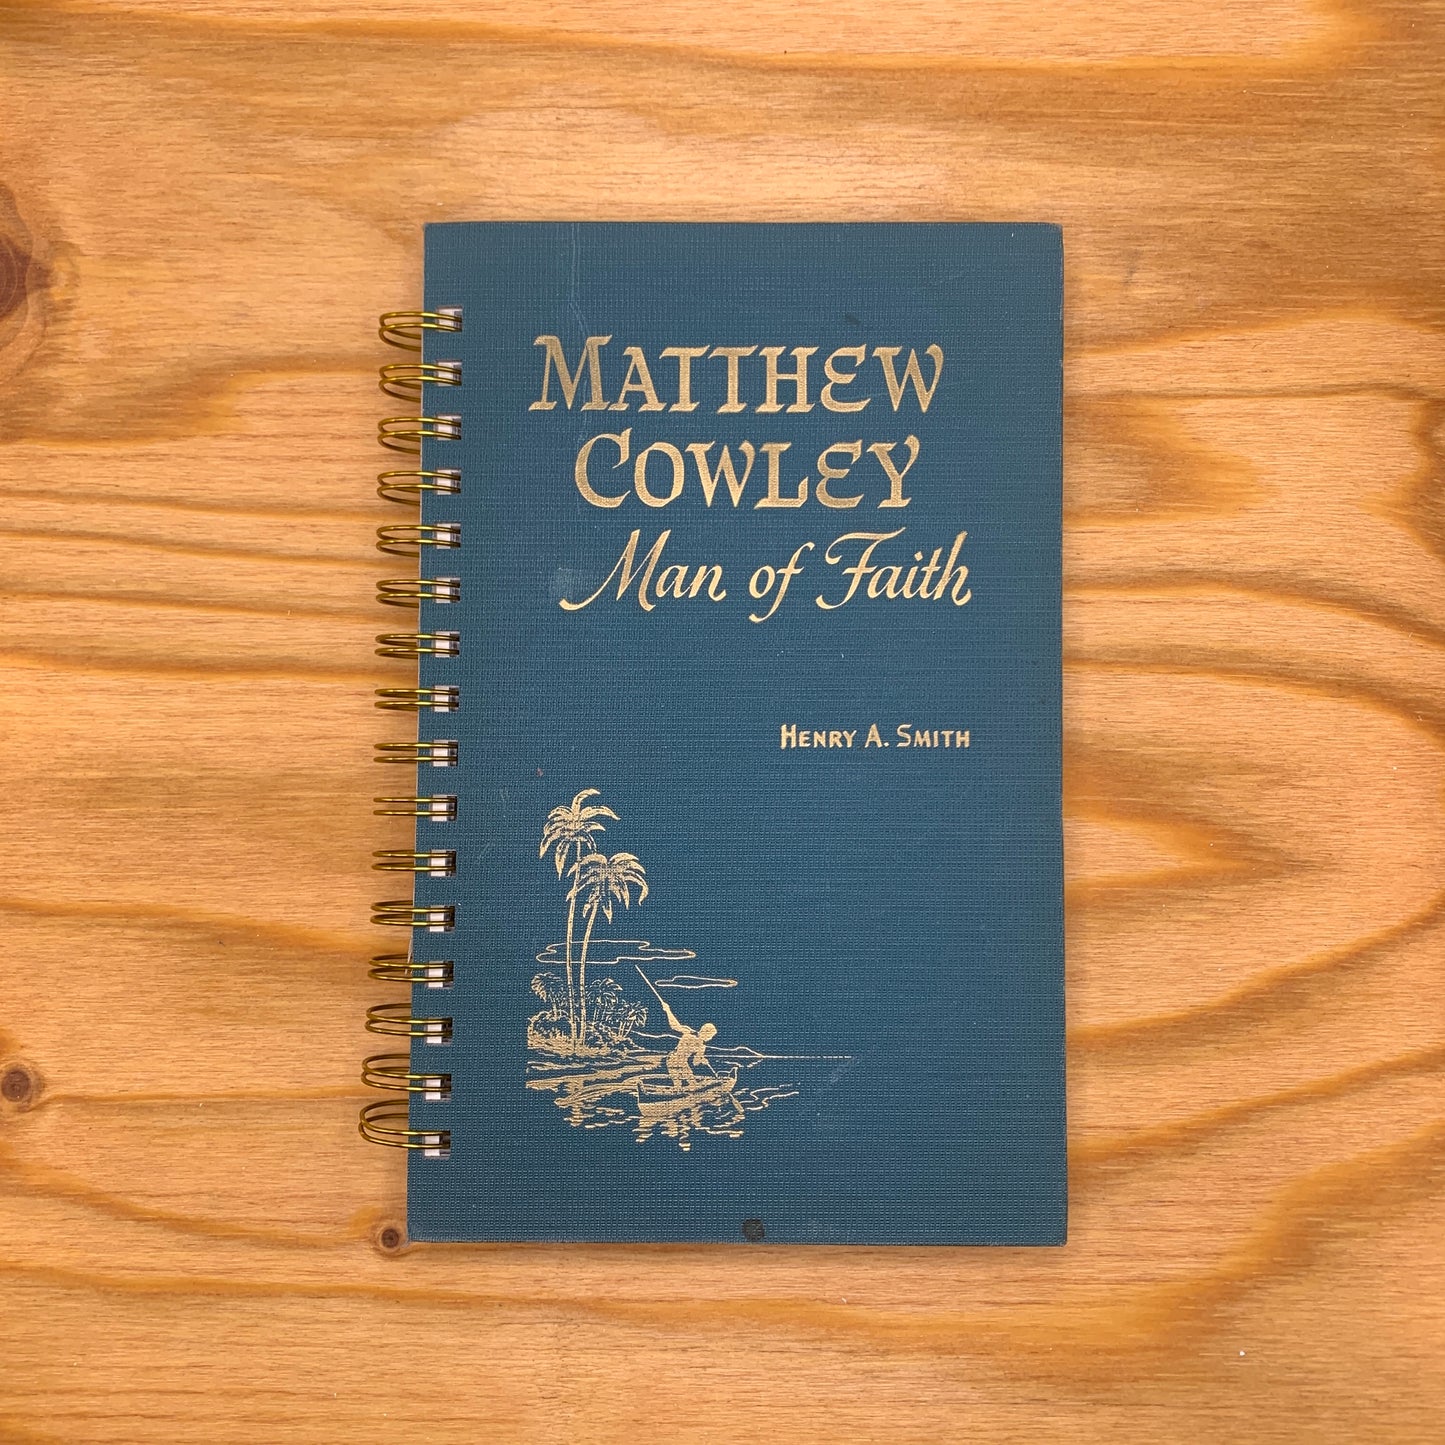 MATTHEW
COWLEY
Man of Faith
HENRY A. SMITH